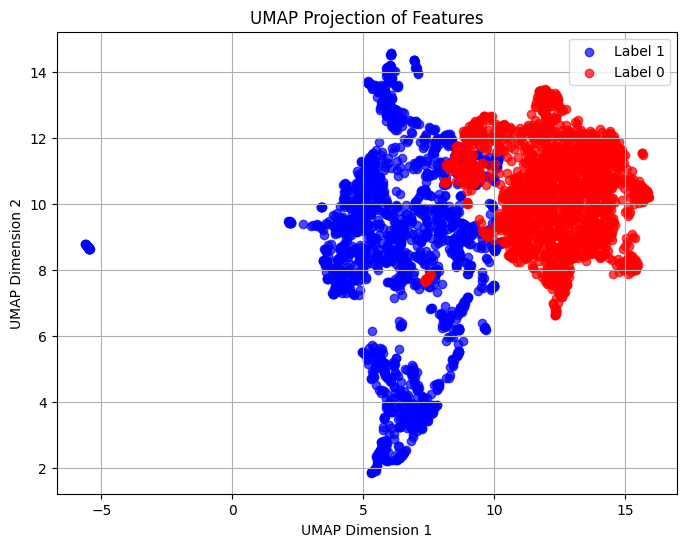 UMAP Projection of Features
Label 1
Label 0
14
12
10
8
6
4
2
UMAP Dimension 2
−5
0
5
10
15
UMAP Dimension 1